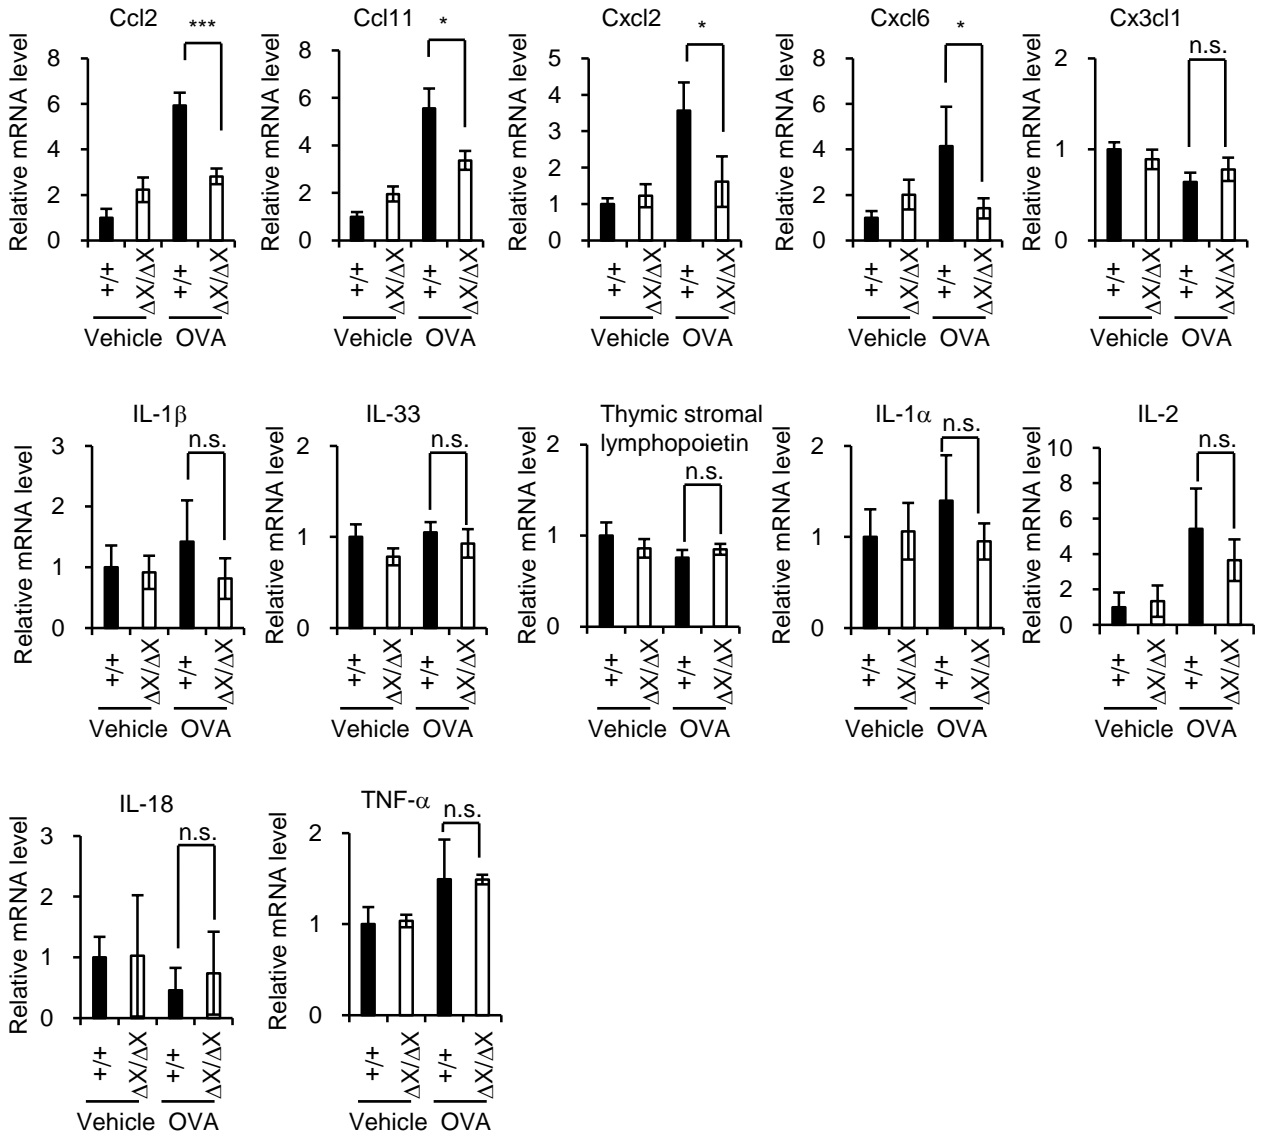 Ccl2
Relative mRNA level
8
6
4
2
0
***
+/+
ΔX/ΔX
+/+
ΔX/ΔX
Vehicle
OVA
Ccl11
Relative mRNA level
8
6
4
2
0
*
+/+
ΔX/ΔX
+/+
ΔX/ΔX
Vehicle
OVA
Cxcl2
Relative mRNA level
5
4
3
2
1
0
*
+/+
ΔX/ΔX
+/+
ΔX/ΔX
Vehicle
OVA
Cxcl6
Relative mRNA level
8
6
4
2
0
*
+/+
ΔX/ΔX
+/+
ΔX/ΔX
Vehicle
OVA
Cx3cl1
Relative mRNA level
2
1
0
n.s.
+/+
ΔX/ΔX
+/+
ΔX/ΔX
Vehicle
OVA
IL-1β
Relative mRNA level
3
2
1
0
n.s.
+/+
ΔX/ΔX
+/+
ΔX/ΔX
Vehicle
OVA
IL-33
Relative mRNA level
2
1
0
n.s.
+/+
ΔX/ΔX
+/+
ΔX/ΔX
Vehicle
OVA
Thymic stromal
lymphopoietin
Relative mRNA level
2
1
0
n.s.
+/+
ΔX/ΔX
+/+
ΔX/ΔX
Vehicle
OVA
IL-1α
Relative mRNA level
2
1
0
n.s.
+/+
ΔX/ΔX
+/+
ΔX/ΔX
Vehicle
OVA
IL-2
Relative mRNA level
10
8
6
4
2
0
n.s.
+/+
ΔX/ΔX
+/+
ΔX/ΔX
Vehicle
OVA
IL-18
Relative mRNA level
3
2
1
0
n.s.
+/+
ΔX/ΔX
+/+
ΔX/ΔX
Vehicle
OVA
TNF-α
Relative mRNA level
2
1
0
n.s.
+/+
ΔX/ΔX
+/+
ΔX/ΔX
Vehicle
OVA